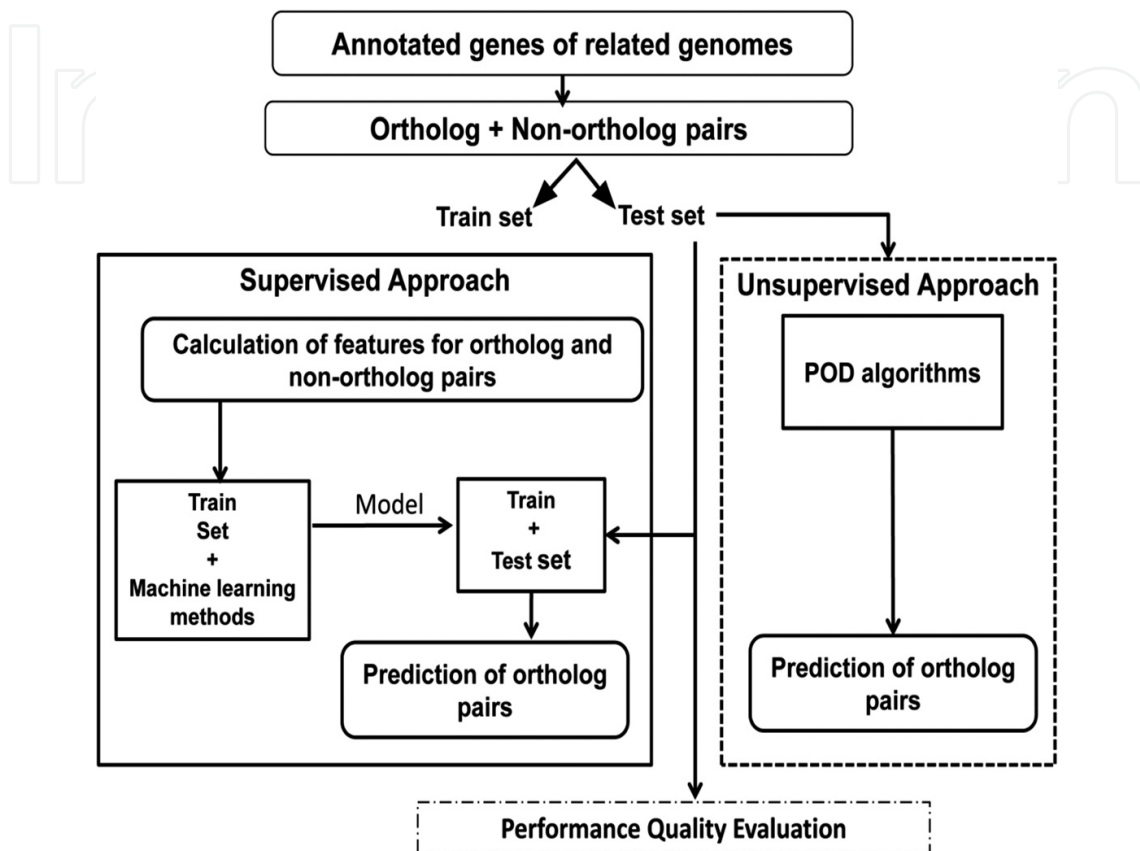 Annotated genes of related genomes
Ortholog + Non-ortholog pairs
Train set
Test set
Supervised Approach
Calculation of features for ortholog and
non-ortholog pairs
Train
Set
+
Machine learning
methods
Model
Train
+
Test set
Prediction of ortholog
pairs
Unsupervised Approach
POD algorithms
Prediction of ortholog
pairs
Performance Quality Evaluation